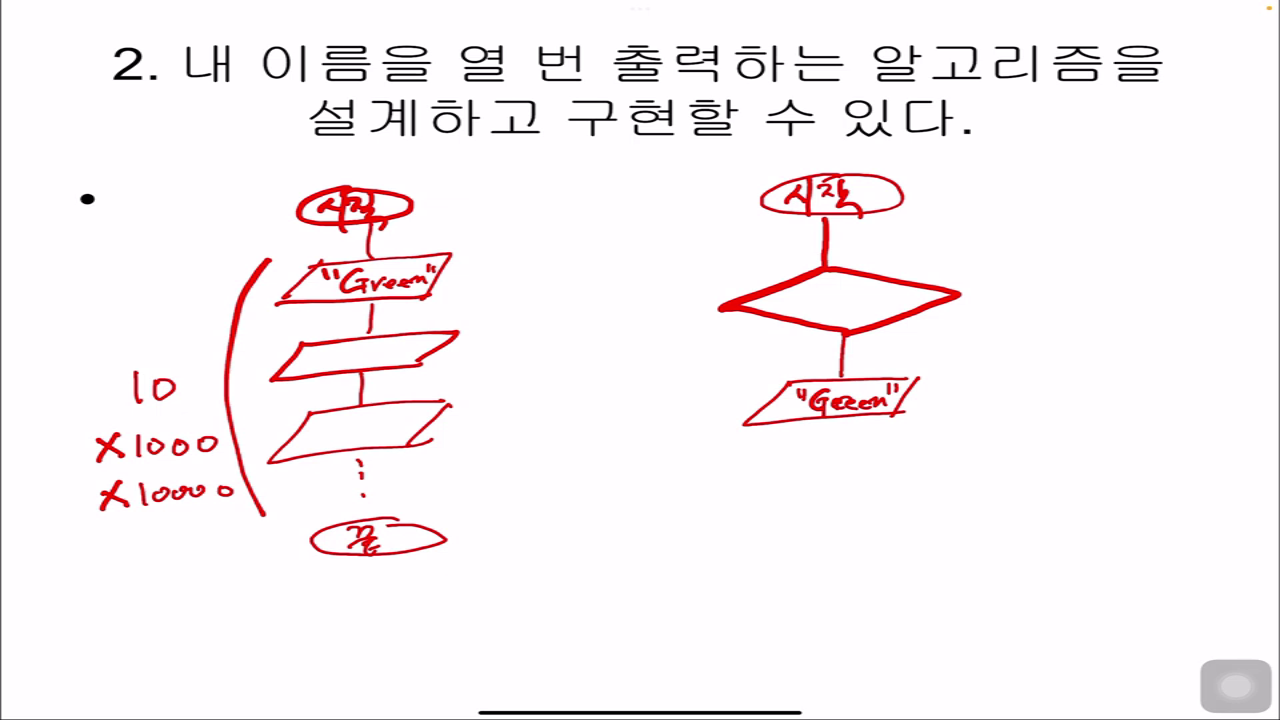 2. 내 이름을 열 번 출력하는 알고리즘을
설계하고 구현할 수 있다.
시작
"Green"
10
X1000
X10000
끝
시작
"Green"